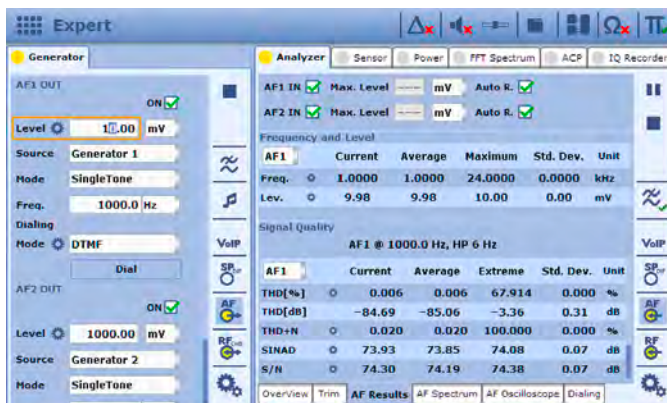 Expert
Generator
AF1 OUT
ON
Level 10.00 mV
Source Generator 1
Mode SingleTone
Freq. 1000.0 Hz
Dialing
Mode DTMF
Dial
AF2 OUT
ON
Level 1000.00 mV
Source Generator 2
Mode SingleTone
VoIP
SP
AF
RF
Analyzer Sensor Power FFT Spectrum ACP IQ Recorder
AF1 IN Max. Level ---- mV Auto R.
AF2 IN Max. Level ---- mV Auto R.
Frequency and Level
AF1 Current Average Maximum Std. Dev. Unit
Freq. 1.0000 1.0000 24.0000 0.0000 kHz
Lev. 9.98 9.98 10.00 0.00 mV
Signal Quality
AF1 @ 1000.0 Hz, HP 6 Hz
AF1 Current Average Extreme Std. Dev. Unit
THD[%] 0.006 0.006 67.914 0.000 %
THD[dB] -84.69 -85.06 -3.36 0.31 dB
THD+N 0.020 0.020 100.000 0.000 %
SINAD 73.93 73.85 74.08 0.07 dB
S/N 74.30 74.19 74.38 0.07 dB
OverView Trim AF Results AF Spectrum AF Oscilloscope Dialing
VoIP
SP
AF
RF